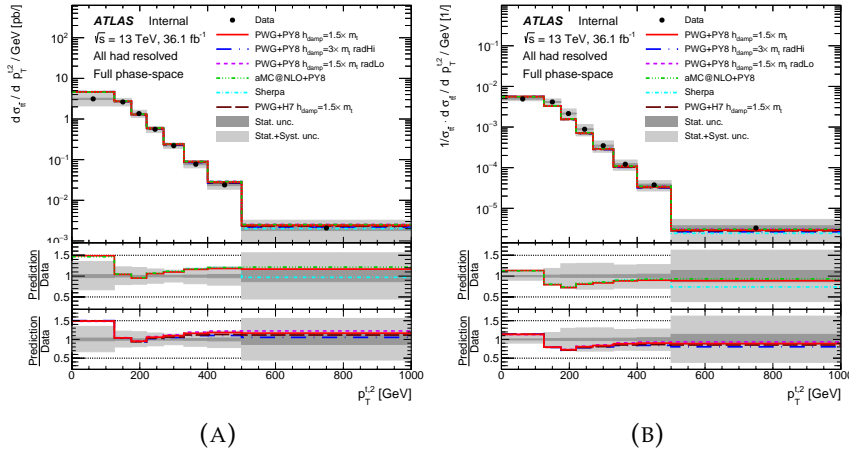 d σ_tt̄ / d p_T^t,2 / GeV [pb/]
ATLAS Internal
√s = 13 TeV, 36.1 fb⁻¹
All had resolved
Full phase-space
Data
PWG+PY8 h_damp=1.5× m_t
PWG+PY8 h_damp=3× m_t radHi
PWG+PY8 h_damp=1.5× m_t radLo
aMC@NLO+PY8
Sherpa
PWG+H7 h_damp=1.5× m_t
Stat. unc.
Stat.+Syst. unc.
10²
10
1
10⁻¹
10⁻²
10⁻³
Prediction
Data
1.5
1
0.5
Prediction
Data
1.5
1
0.5
0 200 400 600 800 1000
p_T^t,2 [GeV]
(A)
1/σ_tt̄ · d σ_tt̄ / d p_T^t,2 / GeV [1/]
ATLAS Internal
√s = 13 TeV, 36.1 fb⁻¹
All had resolved
Full phase-space
Data
PWG+PY8 h_damp=1.5× m_t
PWG+PY8 h_damp=3× m_t radHi
PWG+PY8 h_damp=1.5× m_t radLo
aMC@NLO+PY8
Sherpa
PWG+H7 h_damp=1.5× m_t
Stat. unc.
Stat.+Syst. unc.
1
10⁻¹
10⁻²
10⁻³
10⁻⁴
10⁻⁵
Prediction
Data
1.5
1
0.5
Prediction
Data
1.5
1
0.5
0 200 400 600 800 1000
p_T^t,2 [GeV]
(B)